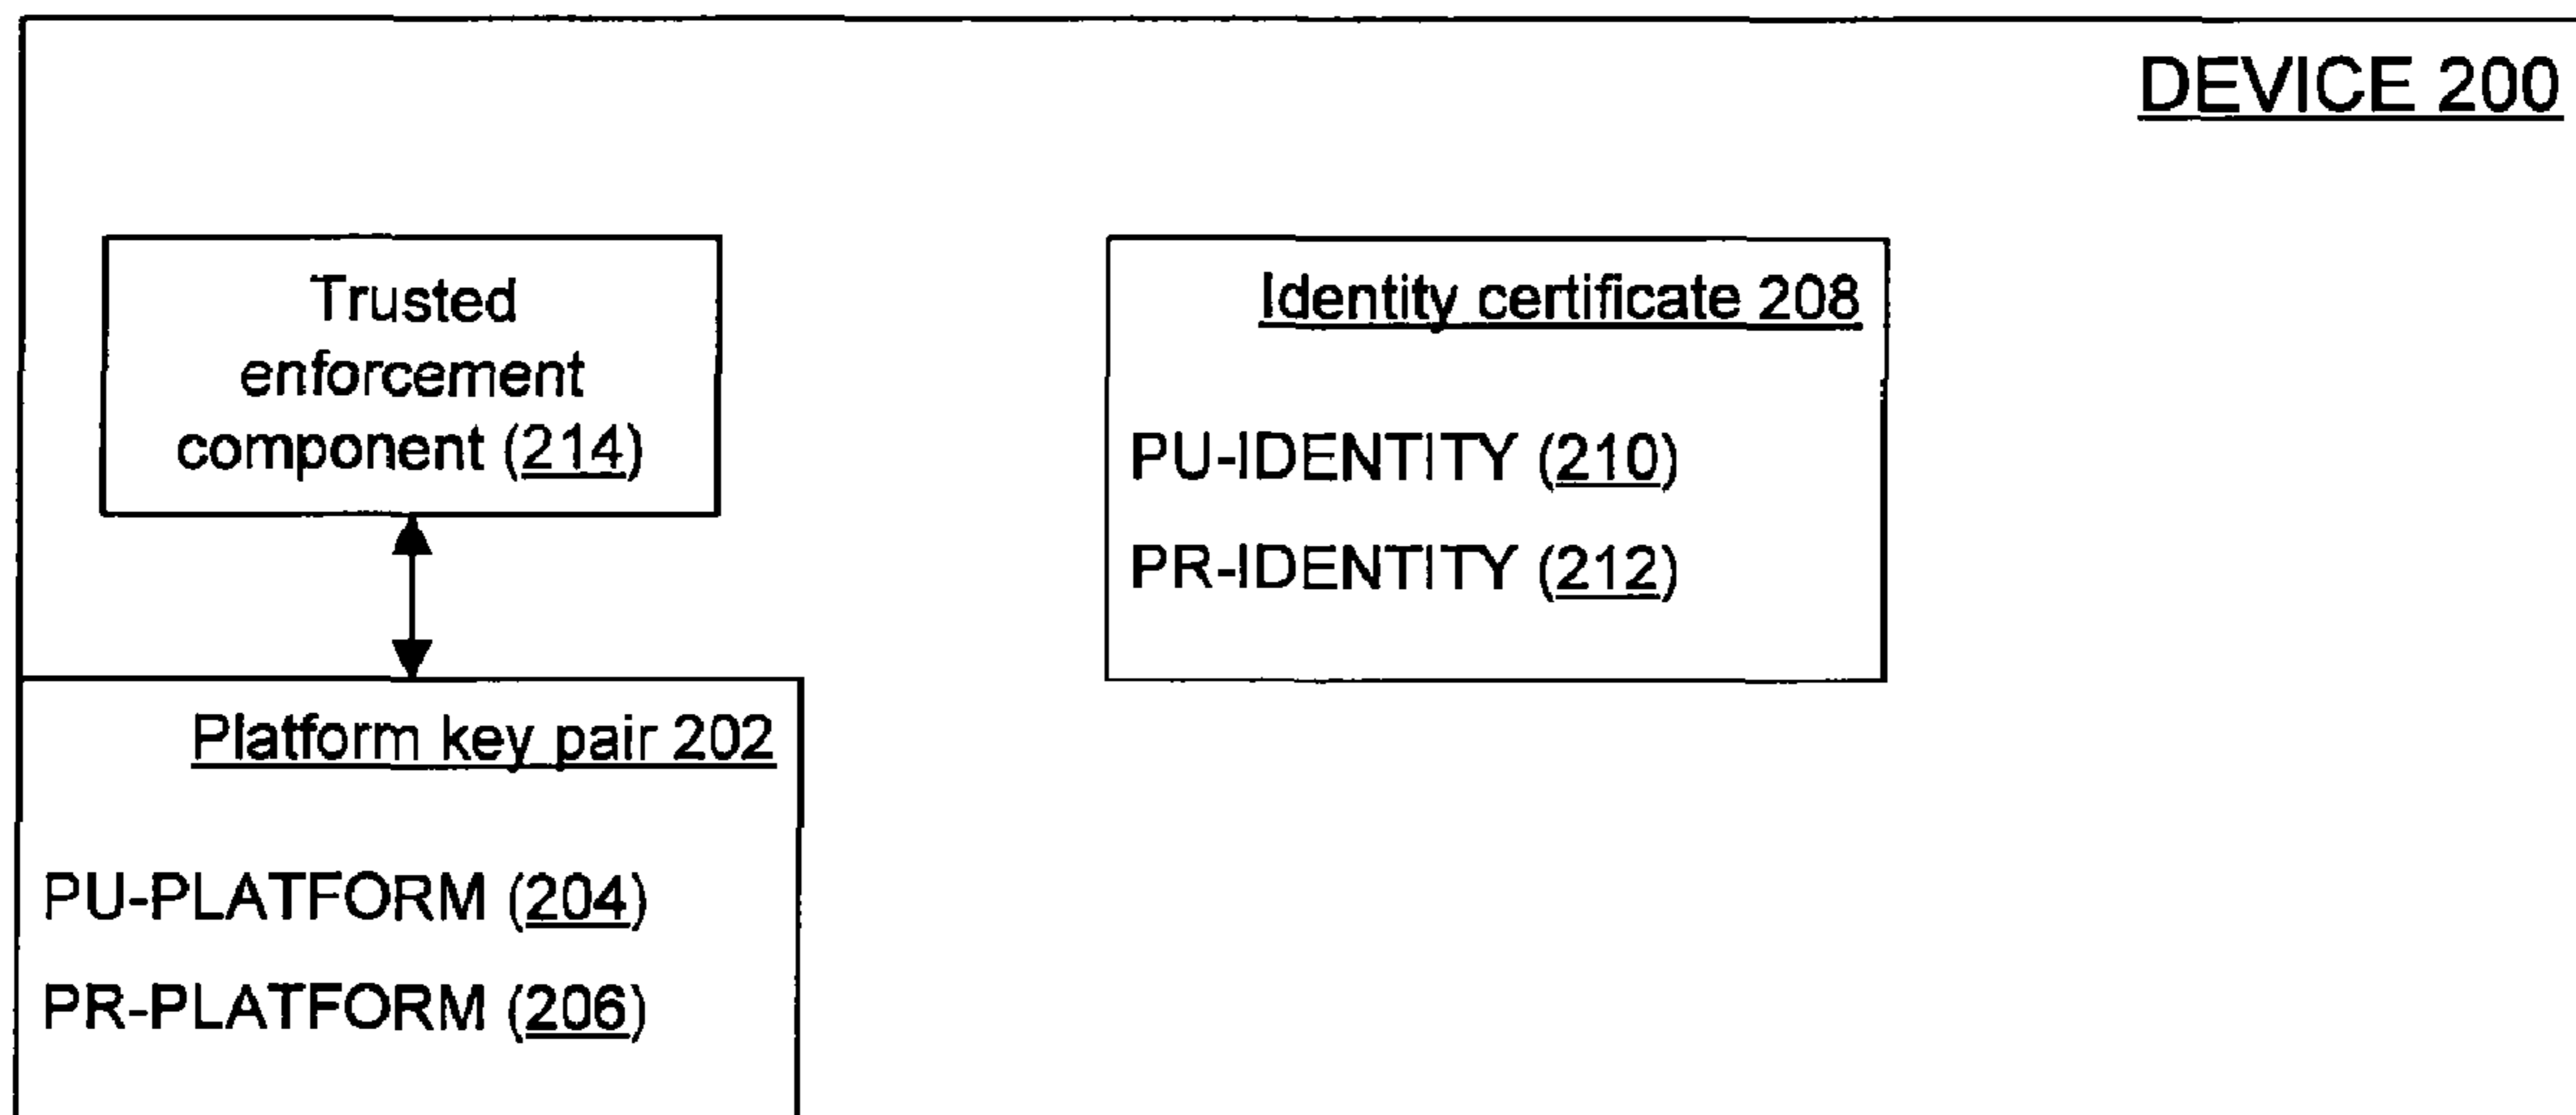 DEVICE 200
Trusted
enforcement
component (214)
Identity certificate 208
PU-IDENTITY (210)
PR-IDENTITY (212)
Platform key pair 202
PU-PLATFORM (204)
PR-PLATFORM (206)